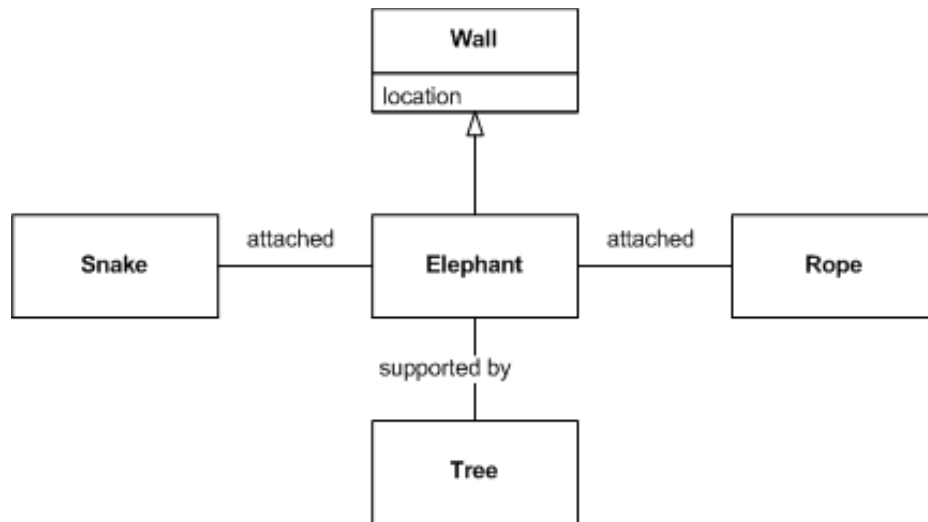 Wall
location
Snake
attached
Elephant
attached
Rope
supported by
Tree